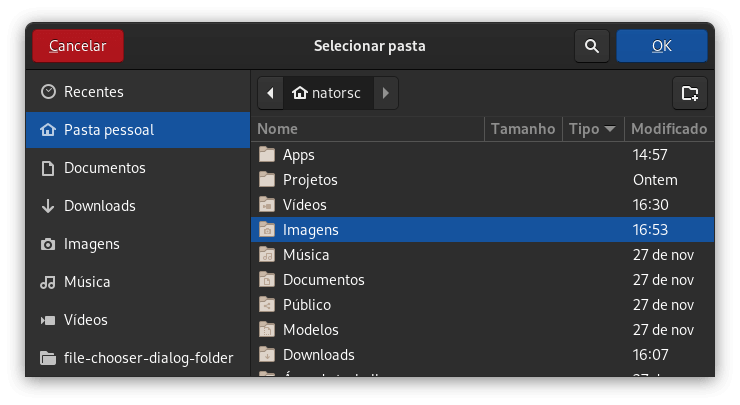 Cancelar Selecionar pasta OK
Recentes
Pasta pessoal
Documentos
Downloads
Imagens
Música
Vídeos
file-chooser-dialog-folder
natorsc
Nome Tamanho Tipo Modificado
Apps 14:57
Projetos Ontem
Vídeos 16:30
Imagens 16:53
Música 27 de nov
Documentos 27 de nov
Público 27 de nov
Modelos 27 de nov
Downloads 16:07